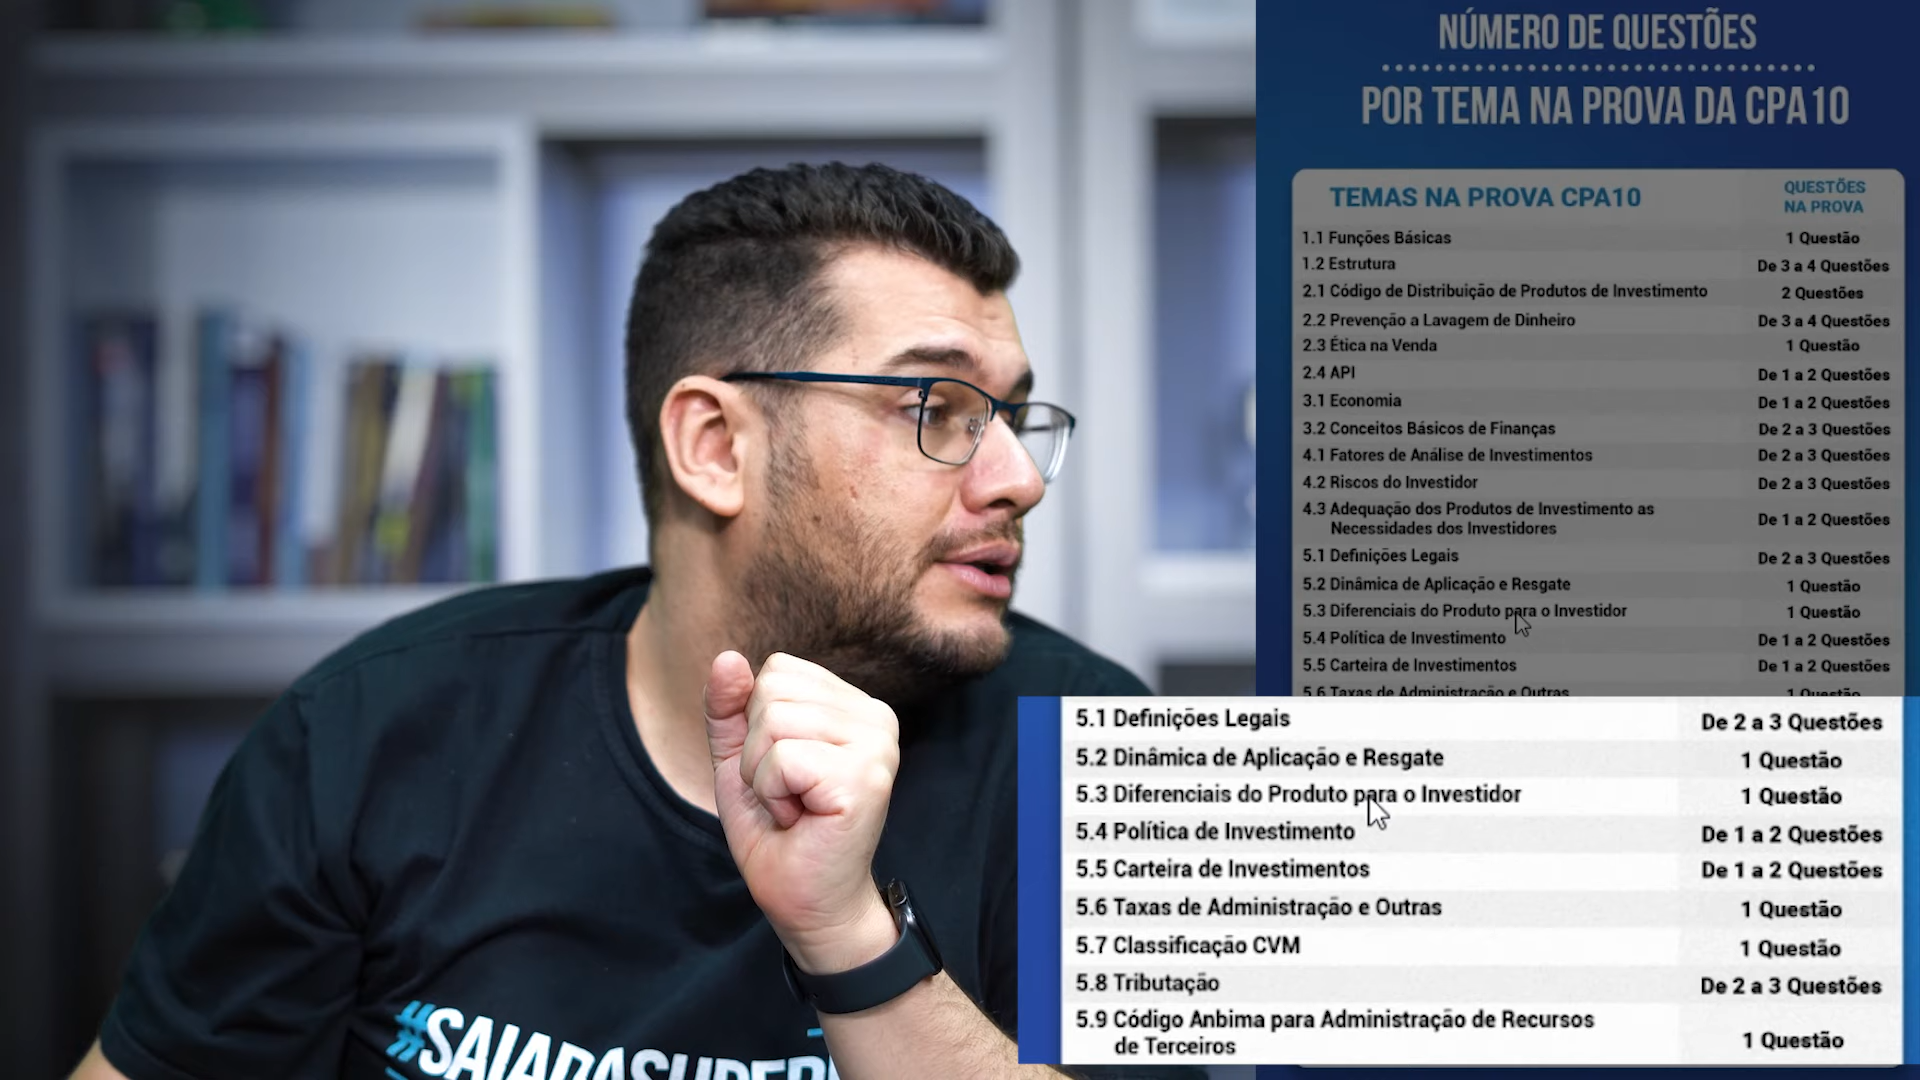 NÚMERO DE QUESTÕES
POR TEMA NA PROVA DA CPA10
TEMAS NA PROVA CPA10
QUESTÕES
NA PROVA
1.1 Funções Básicas 1 Questão
1.2 Estrutura De 3 a 4 Questões
2.1 Código de Distribuição de Produtos de Investimento 2 Questões
2.2 Prevenção a Lavagem de Dinheiro De 3 a 4 Questões
2.3 Ética na Venda 1 Questão
2.4 API De 1 a 2 Questões
3.1 Economia De 1 a 2 Questões
3.2 Conceitos Básicos de Finanças De 2 a 3 Questões
4.1 Fatores de Análise de Investimentos De 2 a 3 Questões
4.2 Riscos do Investidor De 2 a 3 Questões
4.3 Adequação dos Produtos de Investimento as
Necessidades dos Investidores De 1 a 2 Questões
5.1 Definições Legais De 2 a 3 Questões
5.2 Dinâmica de Aplicação e Resgate 1 Questão
5.3 Diferenciais do Produto para o Investidor 1 Questão
5.4 Política de Investimento De 1 a 2 Questões
5.5 Carteira de Investimentos De 1 a 2 Questões
5.6 Taxas de Administração e Outras 1 Questão
5.1 Definições Legais De 2 a 3 Questões
5.2 Dinâmica de Aplicação e Resgate 1 Questão
5.3 Diferenciais do Produto para o Investidor 1 Questão
5.4 Política de Investimento De 1 a 2 Questões
5.5 Carteira de Investimentos De 1 a 2 Questões
5.6 Taxas de Administração e Outras 1 Questão
5.7 Classificação CVM 1 Questão
5.8 Tributação De 2 a 3 Questões
5.9 Código Anbima para Administração de Recursos
de Terceiros 1 Questão